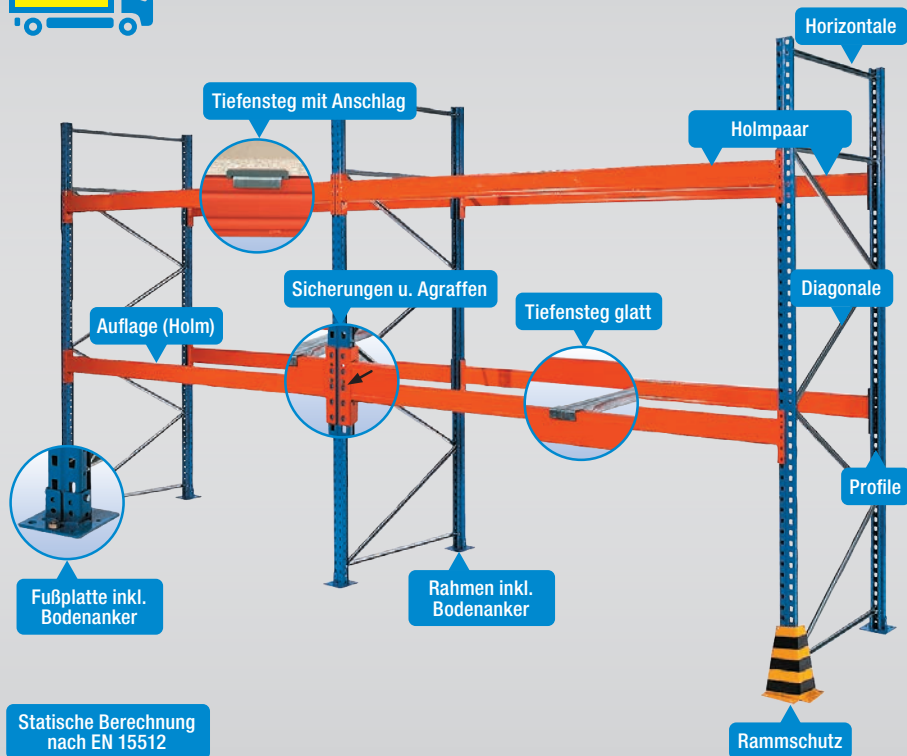 Horizontale
Tiefensteg mit Anschlag
Holmpaar
Sicherungen u. Agraffen
Diagonale
Tiefensteg glatt
Auflage (Holm)
Profile
Fußplatte inkl.
Bodenanker
Rahmen inkl.
Bodenanker
Statische Berechnung
nach EN 15512
Rammschutz